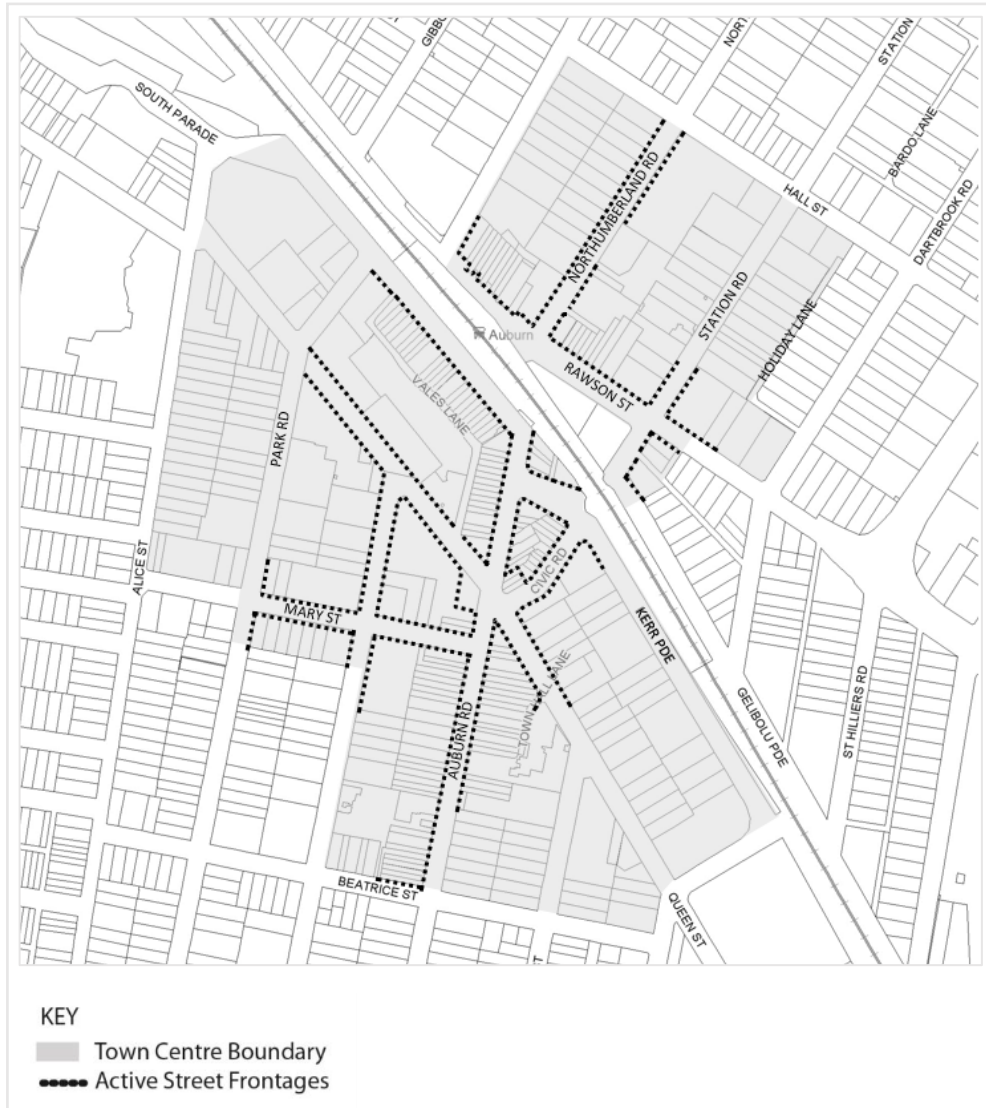 GIBBO
NORT
STATION
SOUTH PARADE
BARDO LANE
HALL ST
DARTBROOK RD
NORTHUMBERLAND RD
STATION RD
HOLIDAY LANE
Auburn
RAWSON ST
VALES LANE
PARK RD
ALICE ST
CIVIC RD
MARY ST
KERR PDE
TOWN HALL LANE
AUBURN RD
GELIBOLU PDE
ST HILLIERS RD
BEATRICE ST
QUEEN ST
KEY
Town Centre Boundary
Active Street Frontages